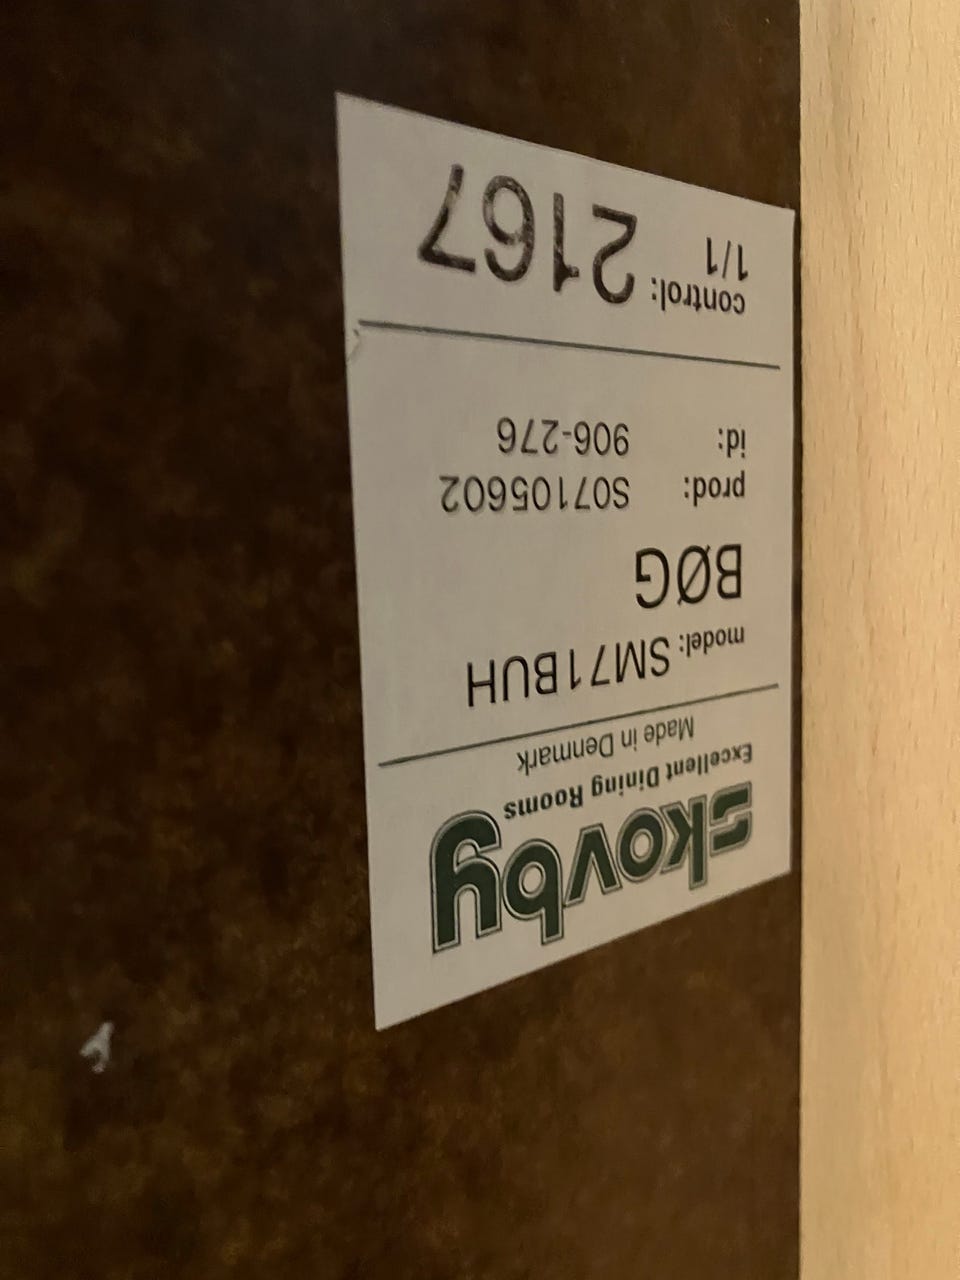 skovby
Excellent Dining Rooms
Made in Denmark
model: SM71BUH
BØG
prod: S07105602
id: 906-276
control: 2167
1/1